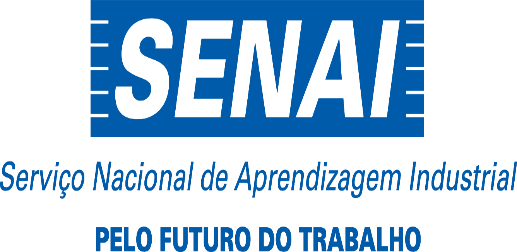 SENAI
Serviço Nacional de Aprendizagem Industrial
PELO FUTURO DO TRABALHO